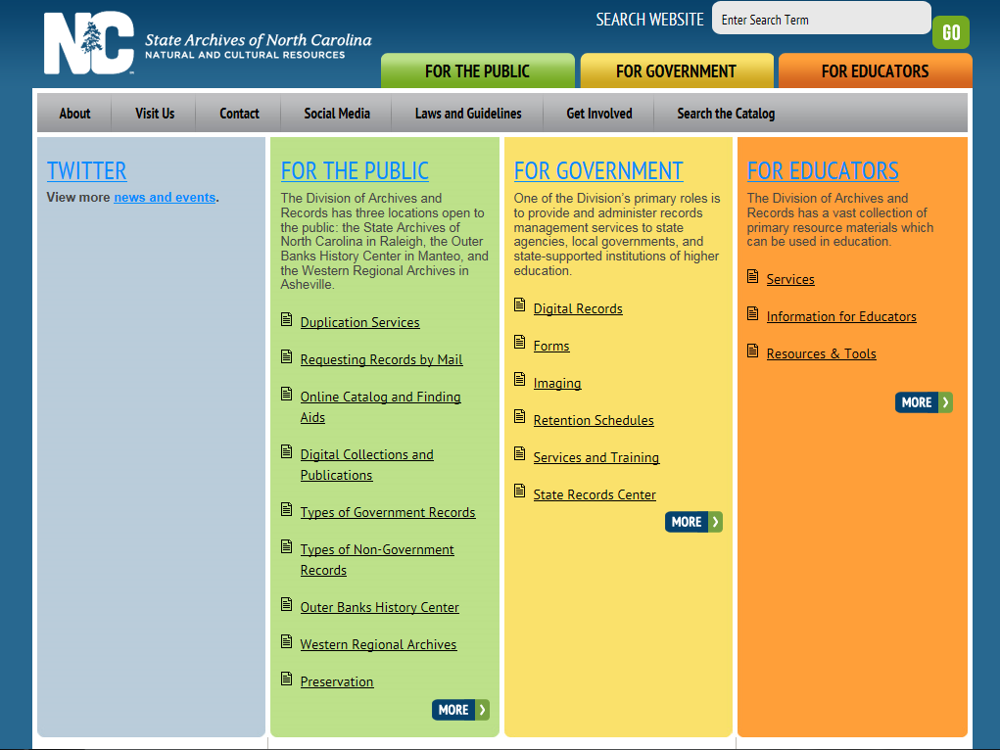 SEARCH WEBSITE
Enter Search Term
GO
NC
State Archives of North Carolina
NATURAL AND CULTURAL RESOURCES
FOR THE PUBLIC
FOR GOVERNMENT
FOR EDUCATORS
About
Visit Us
Contact
Social Media
Laws and Guidelines
Get Involved
Search the Catalog
TWITTER
View more news and events.
FOR THE PUBLIC
The Division of Archives and
Records has three locations open to
the public: the State Archives of
North Carolina in Raleigh, the Outer
Banks History Center in Manteo, and
the Western Regional Archives in
Asheville.
Duplication Services
Requesting Records by Mail
Online Catalog and Finding
Aids
Digital Collections and
Publications
Types of Government Records
Types of Non-Government
Records
Outer Banks History Center
Western Regional Archives
Preservation
MORE
FOR GOVERNMENT
One of the Division's primary roles is
to provide and administer records
management services to state
agencies, local governments, and
state-supported institutions of higher
education.
Digital Records
Forms
Imaging
Retention Schedules
Services and Training
State Records Center
MORE
FOR EDUCATORS
The Division of Archives and
Records has a vast collection of
primary resource materials which
can be used in education.
Services
Information for Educators
Resources & Tools
MORE